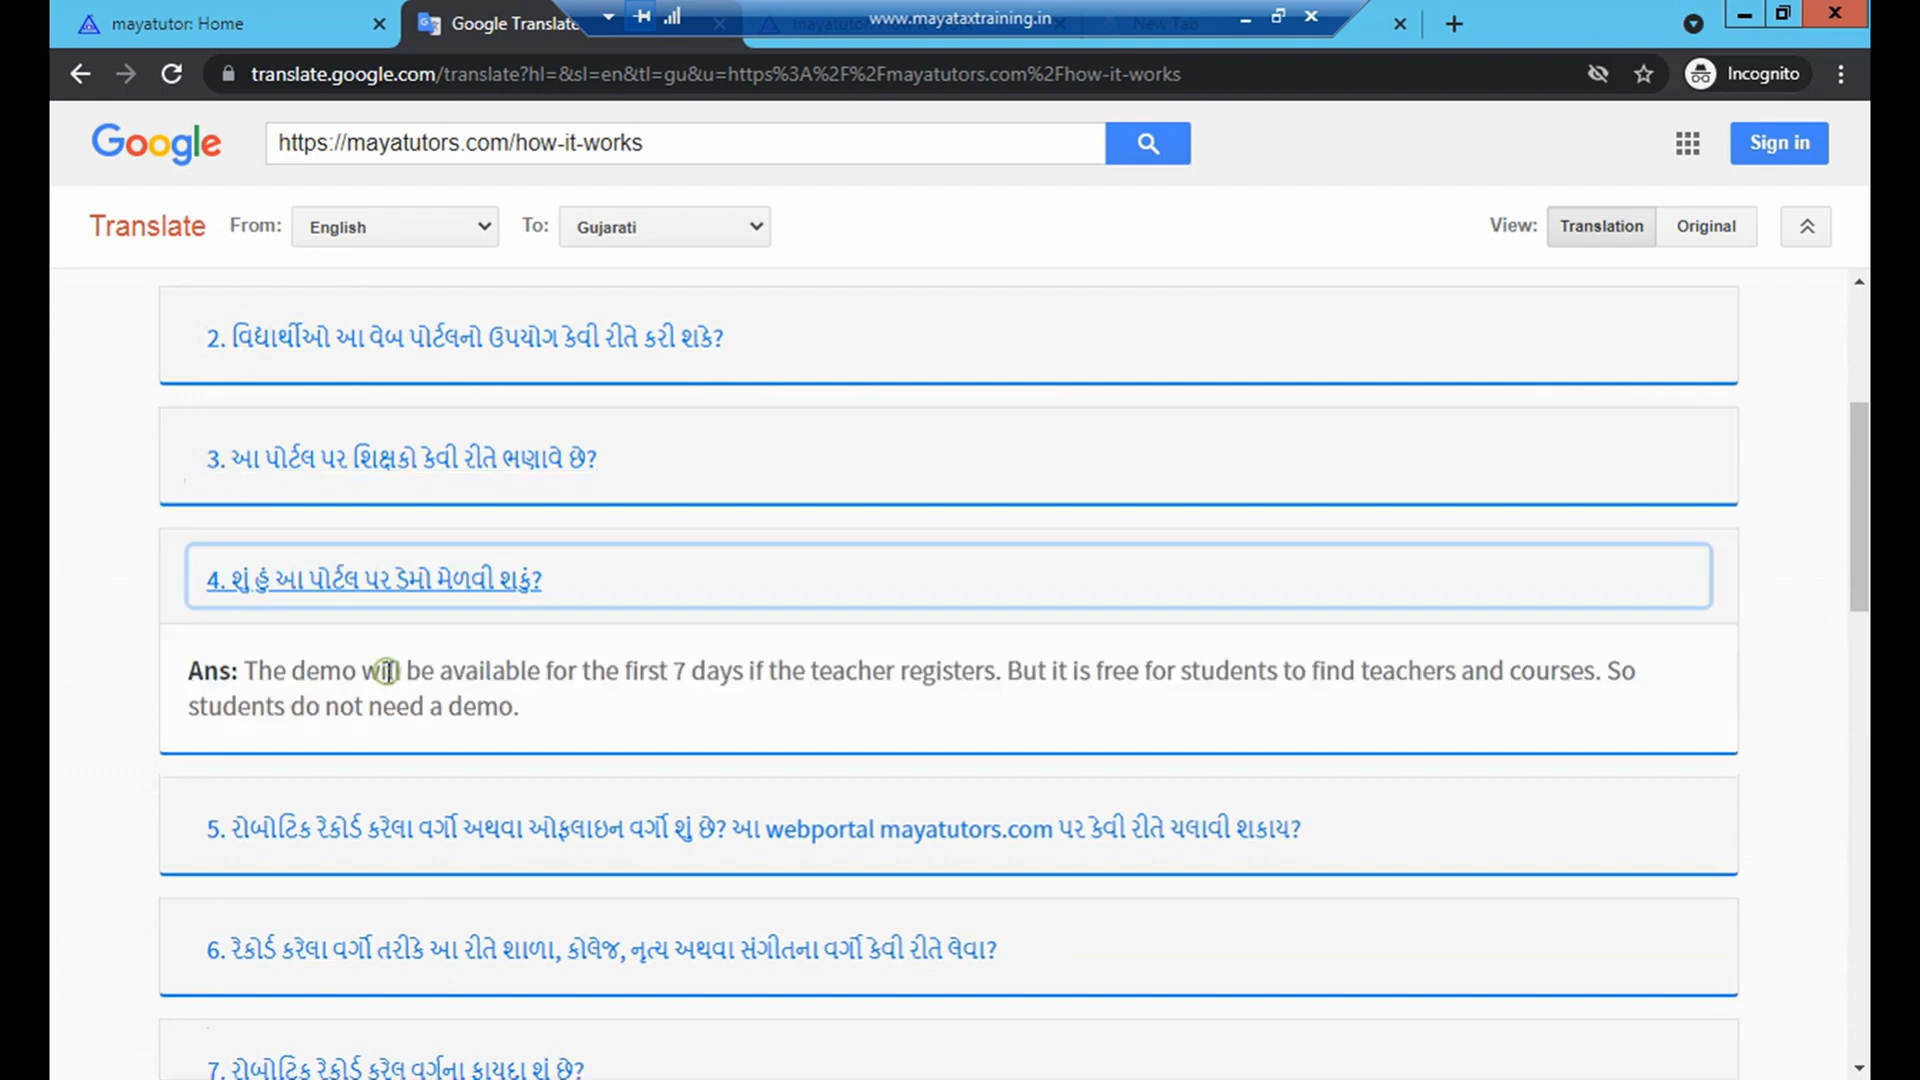 mayatutor: Home
Google Translate
www.mayataxtraining.in
mayatutor: How it work
New Tab
translate.google.com/translate?hl=&sl=en&tl=gu&u=https%3A%2F%2Fmayatutors.com%2Fhow-it-works
Incognito
Google
https://mayatutors.com/how-it-works
Sign in
Translate
From:
English
To:
Gujarati
View:
Translation
Original
2. વિદ્યાર્થીઓ આ વેબ પોર્ટલનો ઉપયોગ કેવી રીતે કરી શકે?
3. આ પોર્ટલ પર શિક્ષકો કેવી રીતે ભણાવે છે?
4. શું હું આ પોર્ટલ પર ડેમો મેળવી શકું?
Ans: The demo will be available for the first 7 days if the teacher registers. But it is free for students to find teachers and courses. So
students do not need a demo.
5. રોબોટિક રેકોર્ડ કરેલા વર્ગો અથવા ઓફલાઇન વર્ગો શું છે? આ webportal mayatutors.com પર કેવી રીતે ચલાવી શકાય?
6. રેકોર્ડ કરેલા વર્ગો તરીકે આ રીતે શાળા, કોલેજ, નૃત્ય અથવા સંગીતના વર્ગો કેવી રીતે લેવા?
7. રોબોટિક રેકોર્ડ કરેલ વર્ગના ફાયદા શું છે?